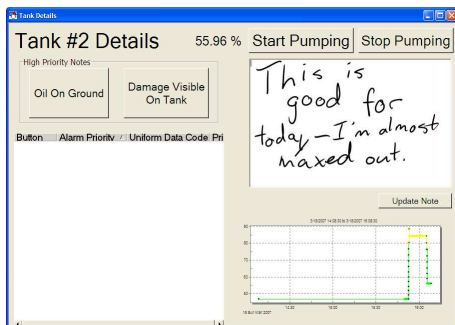 Tank Details
Tank #2 Details
55.96 %
Start Pumping
Stop Pumping
High Priority Notes
Oil On Ground
Damage Visible
On Tank
This is
good for
today - I'm almost
maxed out.
Button
Alarm Priority
Uniform Data Code
Pri
Update Note